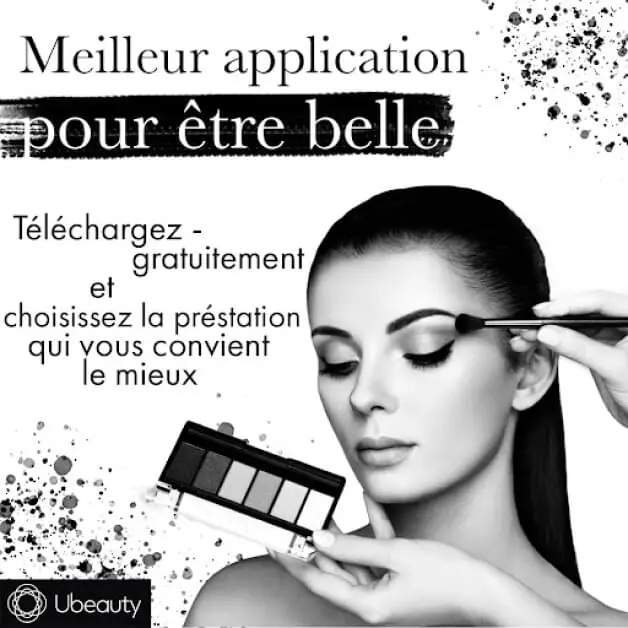 Meilleur application
pour être belle
Téléchargez -
gratuitement
et
choisissez la préstation
qui vous convient
le mieux
Ubeauty